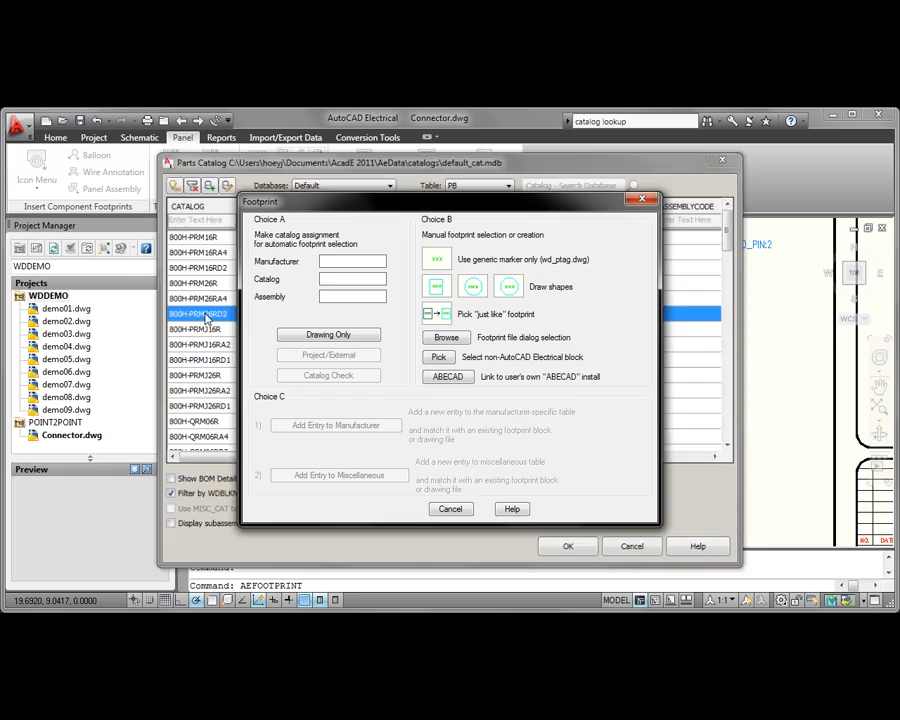 AutoCAD Electrical Connector.dwg
catalog lookup
Home Project Schematic Panel Reports Import/Export Data Conversion Tools
Icon Menu
Balloon
Wire Annotation
Panel Assembly
Insert Component Footprints
Parts Catalog C:\Users\hoeyj\Documents\AcadE 2011\AeData\catalogs\default_cat.mdb
Database: Default Table: PB Catalog - Search Database
CATALOG
ASSEMBLYCODE
Enter Text Here
800H-PRM16R
800H-PRM16RA4
800H-PRM16RD2
800H-PRM26R
800H-PRM26RA4
800H-PRM26RD2
800H-PRMJ16R
800H-PRMJ16RA2
800H-PRMJ16RD1
800H-PRMJ26R
800H-PRMJ26RA2
800H-PRMJ26RD1
800H-QRM06R
800H-QRM06RA4
Show BOM Detail
Filter by WDBLKN
Use MISC_CAT t
Display subassem
OK Cancel Help
Project Manager
WDDEMO
Projects
WDDEMO
demo01.dwg
demo02.dwg
demo03.dwg
demo04.dwg
demo05.dwg
demo06.dwg
demo07.dwg
demo08.dwg
demo09.dwg
POINT2POINT
Connector.dwg
Preview
Footprint
Choice A
Make catalog assignment
for automatic footprint selection
Manufacturer
Catalog
Assembly
Drawing Only
Project/External
Catalog Check
Choice B
Manual footprint selection or creation
Use generic marker only (wd_ptag.dwg)
Draw shapes
Pick "just like" footprint
Browse Footprint file dialog selection
Pick Select non-AutoCAD Electrical block
ABECAD Link to user's own "ABECAD" install
Choice C
1) Add Entry to Manufacturer
Add a new entry to the manufacturer-specific table
and match it with an existing footprint block
or drawing file
2) Add Entry to Miscellaneous
Add a new entry to miscellaneous table
and match it with an existing footprint block
or drawing file
Cancel Help
D_PIN:2
TOP
WCS
NO. DATE
Command:
Command: AEFOOTPRINT
19.6920, 9.0417, 0.0000
MODEL
1:1